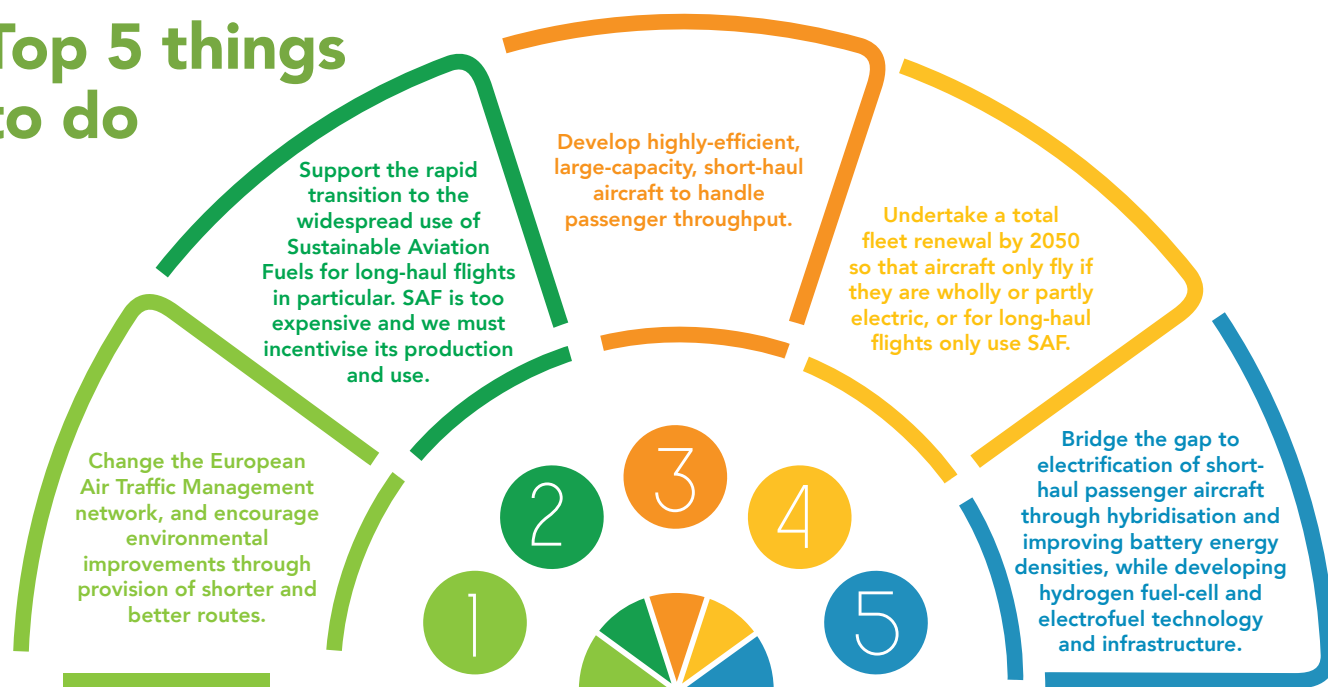 Top 5 things
to do
Change the European
Air Traffic Management
network, and encourage
environmental
improvements through
provision of shorter and
better routes.
Support the rapid
transition to the
widespread use of
Sustainable Aviation
Fuels for long-haul flights
in particular. SAF is too
expensive and we must
incentivise its production
and use.
Develop highly-efficient,
large-capacity, short-haul
aircraft to handle
passenger throughput.
Undertake a total
fleet renewal by 2050
so that aircraft only fly if
they are wholly or partly
electric, or for long-haul
flights only use SAF.
Bridge the gap to
electrification of short-
haul passenger aircraft
through hybridisation and
improving battery energy
densities, while developing
hydrogen fuel-cell and
electrofuel technology
and infrastructure.
1
2
3
4
5